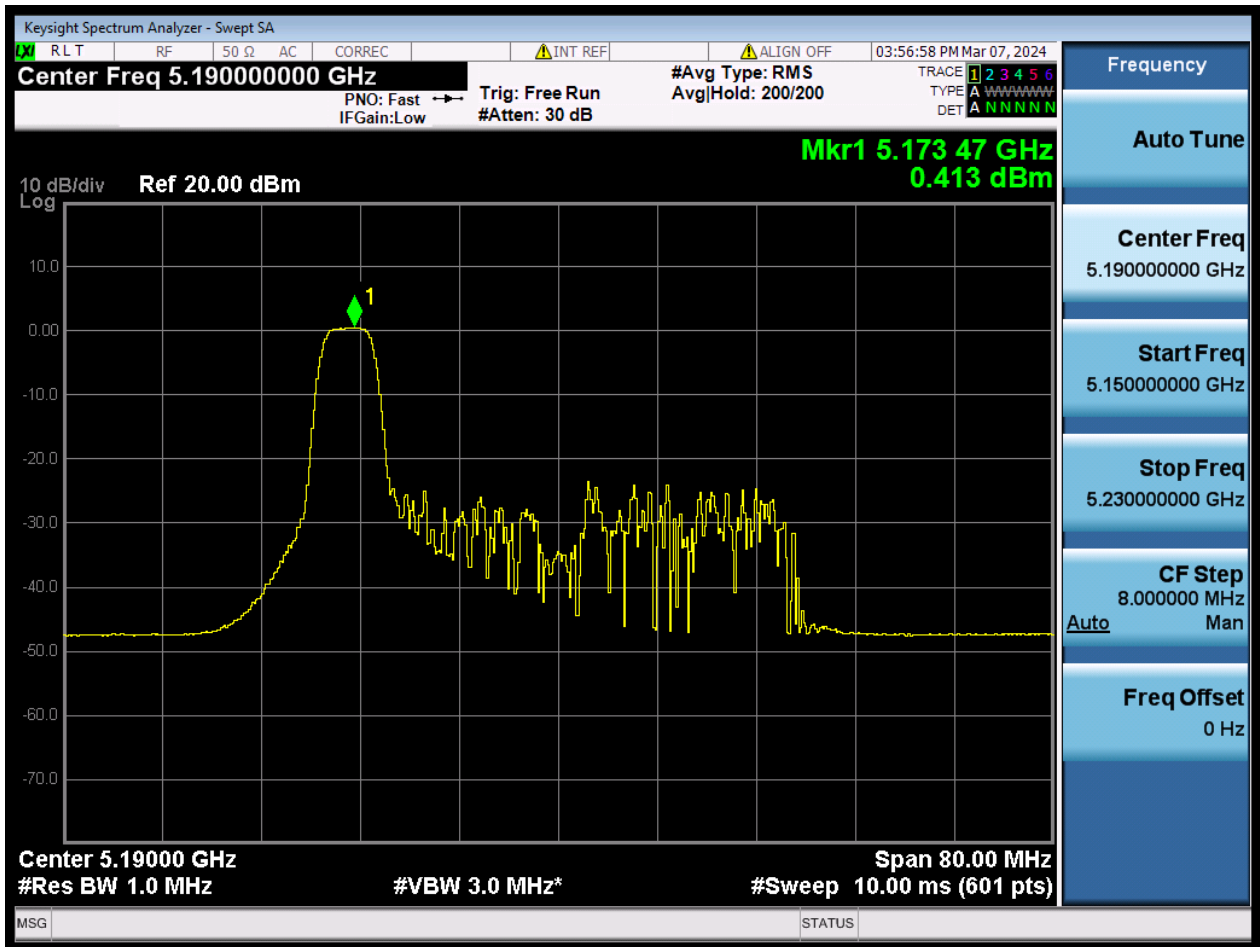 Keysight Spectrum Analyzer - Swept SA
LXI RLT RF 50 Ω AC CORREC INT REF ALIGN OFF 03:56:58 PM Mar 07, 2024
Center Freq 5.190000000 GHz
PNO: Fast
IFGain:Low
Trig: Free Run
#Atten: 30 dB
#Avg Type: RMS
Avg|Hold: 200/200
TRACE 1 2 3 4 5 6
TYPE A WWWWW
DET A N N N N N
Mkr1 5.173 47 GHz
0.413 dBm
10 dB/div Ref 20.00 dBm
Log
10.0
0.00
-10.0
-20.0
-30.0
-40.0
-50.0
-60.0
-70.0
1
Center 5.19000 GHz Span 80.00 MHz
#Res BW 1.0 MHz #VBW 3.0 MHz* #Sweep 10.00 ms (601 pts)
MSG STATUS
Frequency
Auto Tune
Center Freq
5.190000000 GHz
Start Freq
5.150000000 GHz
Stop Freq
5.230000000 GHz
CF Step
8.000000 MHz
Auto Man
Freq Offset
0 Hz